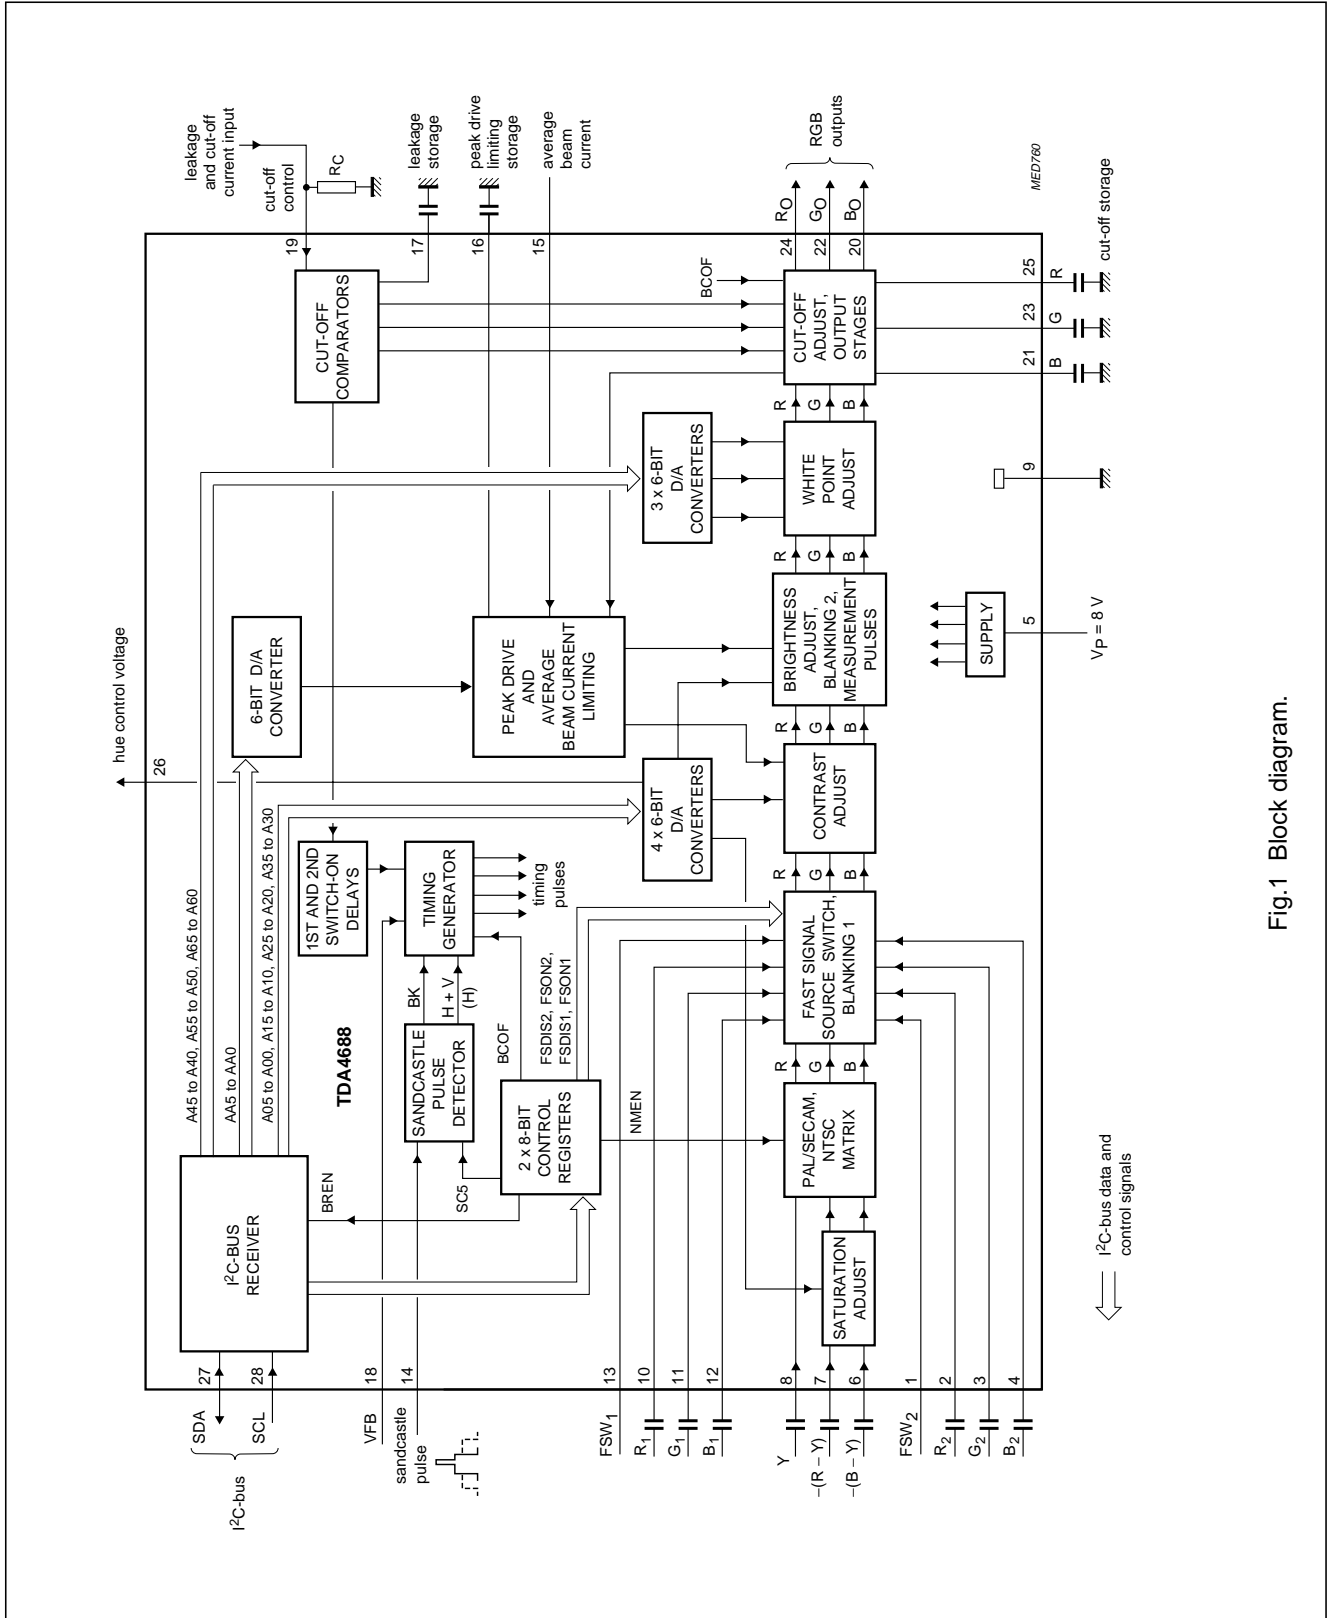 I2C-bus
SDA
SCL
27
28
I2C-BUS
RECEIVER
A45 to A40, A55 to A50, A65 to A60
AA5 to AA0
A05 to A00, A15 to A10, A25 to A20, A35 to A30
hue control voltage
26
BREN
TDA4688
6-BIT D/A
CONVERTER
CUT-OFF
COMPARATORS
19
leakage
and cut-off
current input
cut-off
control
RC
17
leakage
storage
16
peak drive
limiting
storage
15
average
beam
current
VFB
18
sandcastle
pulse
14
SC5
SANDCASTLE
PULSE
DETECTOR
BK
H + V
(H)
1ST AND 2ND
SWITCH-ON
DELAYS
TIMING
GENERATOR
timing
pulses
PEAK DRIVE
AND
AVERAGE
BEAM CURRENT
LIMITING
2 x 8-BIT
CONTROL
REGISTERS
BCOF
FSDIS2, FSON2,
FSDIS1, FSON1
NMEN
4 x 6-BIT
D/A
CONVERTERS
3 x 6-BIT
D/A
CONVERTERS
BCOF
FSW1
13
R1
10
G1
11
B1
12
Y
8
−(R − Y)
7
−(B − Y)
6
SATURATION
ADJUST
PAL/SECAM,
NTSC
MATRIX
R
G
B
FAST SIGNAL
SOURCE SWITCH,
BLANKING 1
R
G
B
CONTRAST
ADJUST
R
G
B
BRIGHTNESS
ADJUST,
BLANKING 2,
MEASUREMENT
PULSES
R
G
B
WHITE
POINT
ADJUST
R
G
B
CUT-OFF
ADJUST,
OUTPUT
STAGES
24
RO
22
GO
20
BO
RGB
outputs
FSW2
1
R2
2
G2
3
B2
4
SUPPLY
5
VP = 8 V
9
21
B
23
G
25
R
cut-off storage
MED760
I2C-bus data and
control signals
Fig.1 Block diagram.